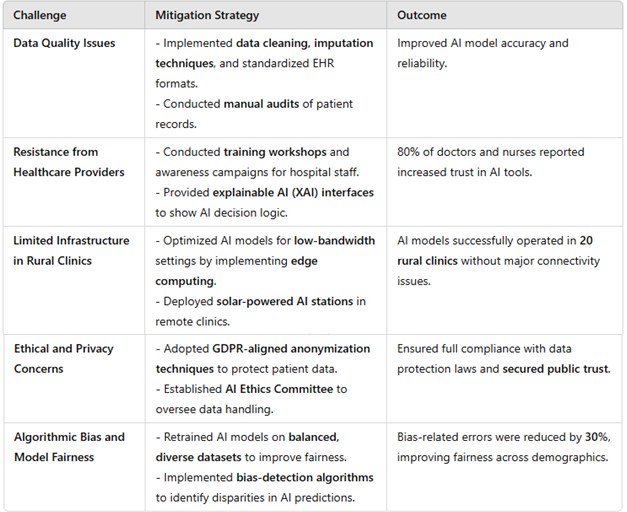 Challenge Mitigation Strategy Outcome
Data Quality Issues
- Implemented data cleaning, imputation
techniques, and standardized EHR
formats.
- Conducted manual audits of patient
records.
Improved AI model accuracy and
reliability.
Resistance from
Healthcare Providers
- Conducted training workshops and
awareness campaigns for hospital staff.
- Provided explainable AI (XAI) interfaces
to show AI decision logic.
80% of doctors and nurses reported
increased trust in AI tools.
Limited Infrastructure
in Rural Clinics
- Optimized AI models for low-bandwidth
settings by implementing edge
computing.
- Deployed solar-powered AI stations in
remote clinics.
AI models successfully operated in 20
rural clinics without major connectivity
issues.
Ethical and Privacy
Concerns
- Adopted GDPR-aligned anonymization
techniques to protect patient data.
- Established AI Ethics Committee to
oversee data handling.
Ensured full compliance with data
protection laws and secured public trust.
Algorithmic Bias and
Model Fairness
- Retrained AI models on balanced,
diverse datasets to improve fairness.
- Implemented bias-detection algorithms
to identify disparities in AI predictions.
Bias-related errors were reduced by 30%,
improving fairness across demographics.